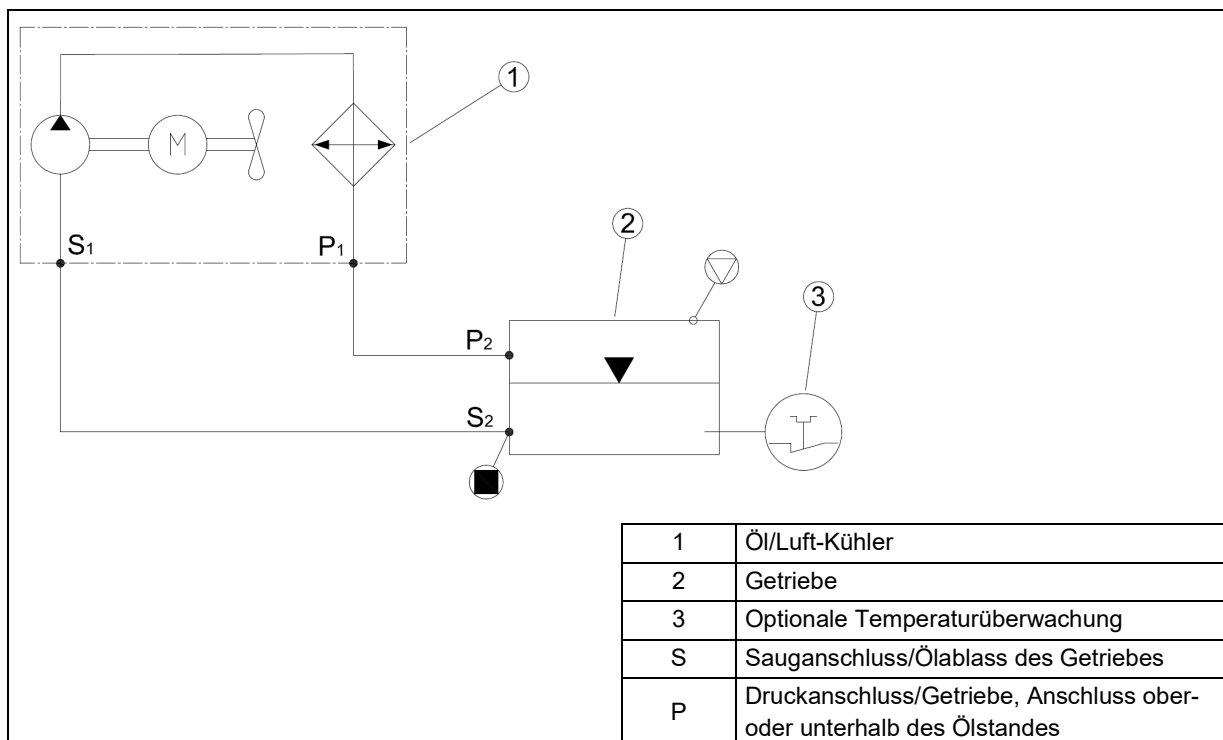 1
M
S1
P1
2
3
P2
S2
1 Öl/Luft-Kühler
2 Getriebe
3 Optionale Temperaturüberwachung
S Sauganschluss/Ölablass des Getriebes
P Druckanschluss/Getriebe, Anschluss ober-
oder unterhalb des Ölstandes